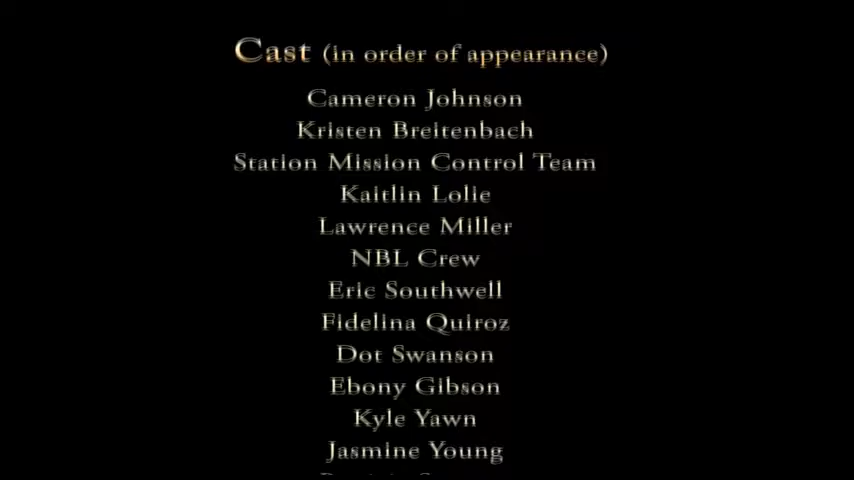 Cast (in order of appearance)
Cameron Johnson
Kristen Breitenbach
Station Mission Control Team
Kaitlin Lolie
Lawrence Miller
NBL Crew
Eric Southwell
Fidelina Quiroz
Dot Swanson
Ebony Gibson
Kyle Yawn
Jasmine Young